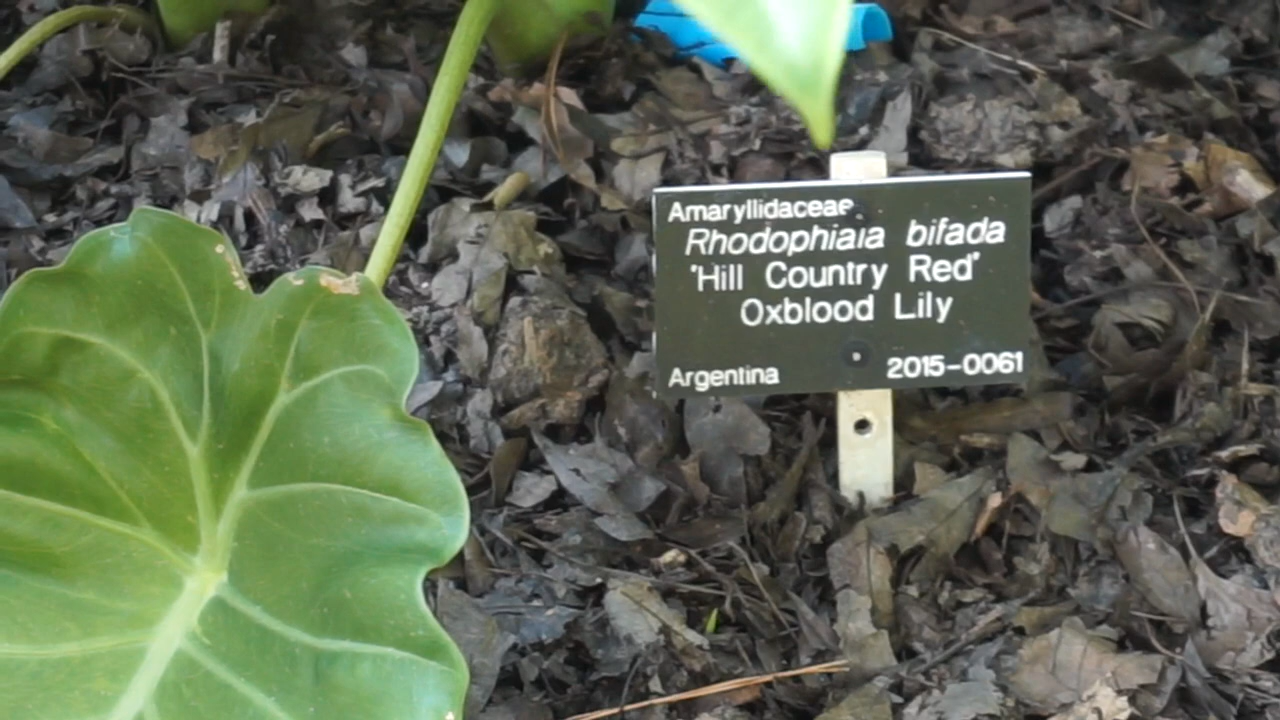 Amaryllidaceae
Rhodophiala bifada
'Hill Country Red'
Oxblood Lily
Argentina 2015-0061